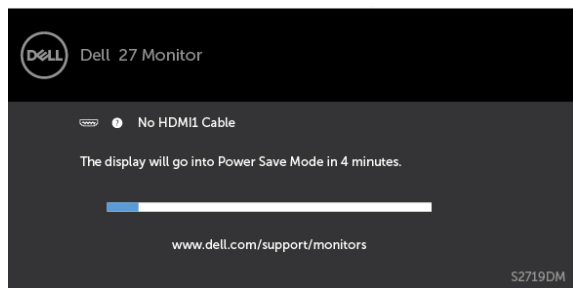 DELL
Dell 27 Monitor
? No HDMI1 Cable
The display will go into Power Save Mode in 4 minutes.
www.dell.com/support/monitors
S2719DM